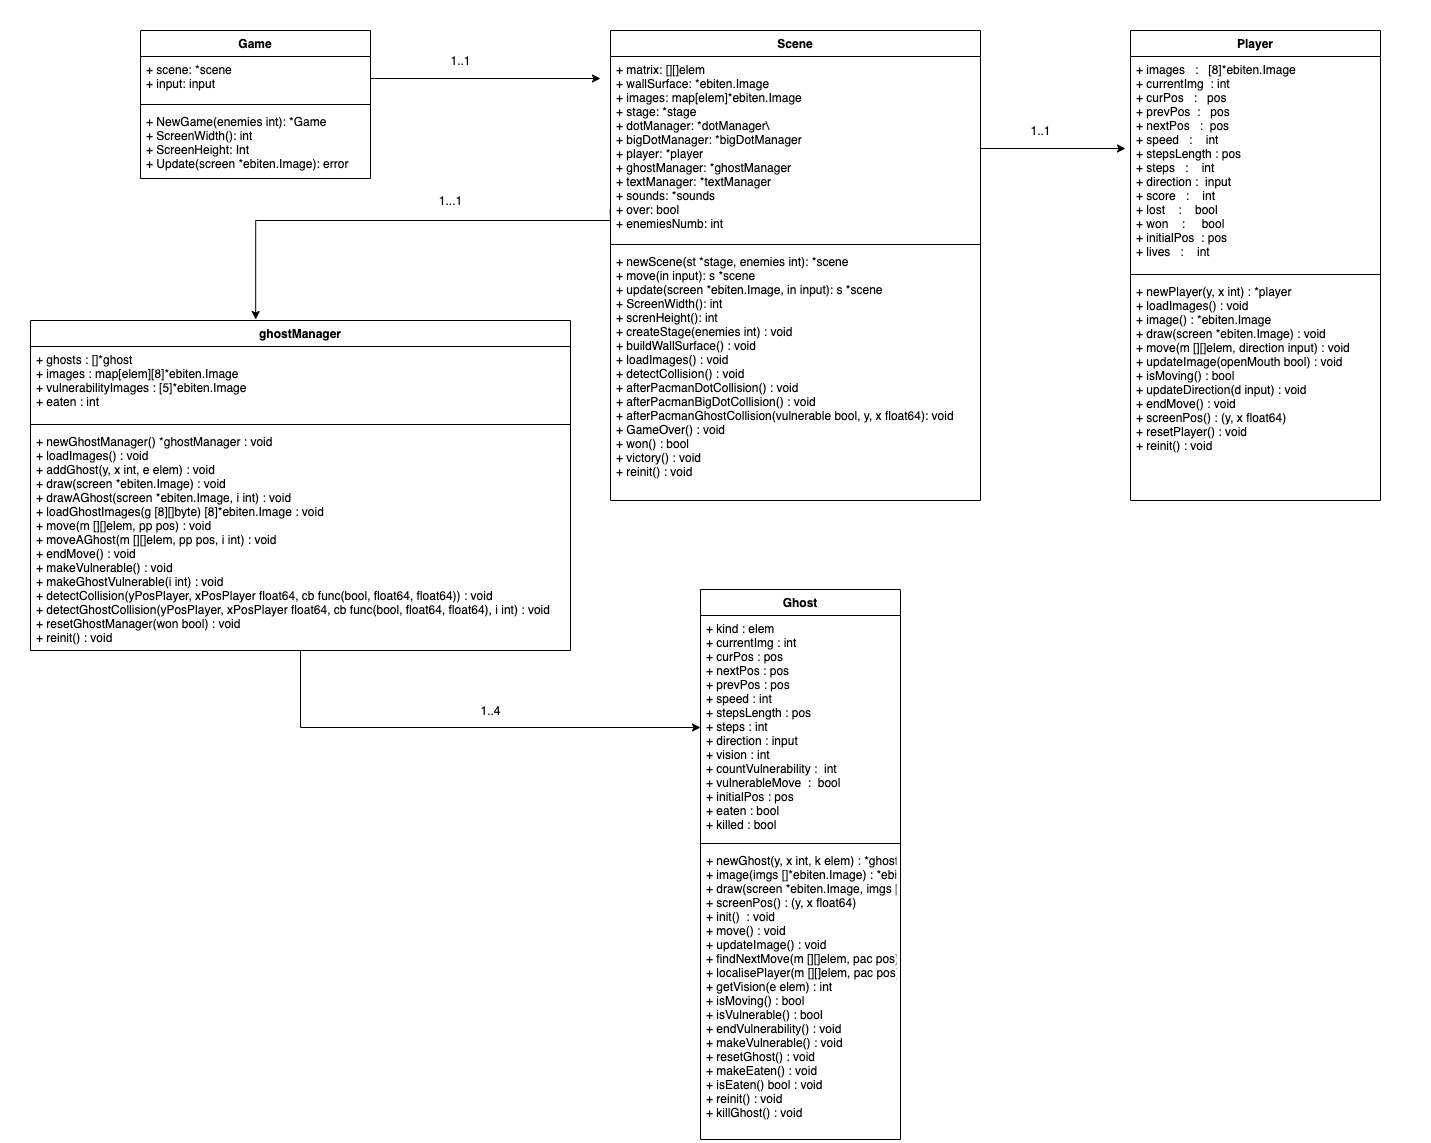 Game
+ scene: *scene
+ input: input
+ NewGame(enemies int): *Game
+ ScreenWidth(): int
+ ScreenHeight: Int
+ Update(screen *ebiten.Image): error
1..1
Scene
+ matrix: [][]elem
+ wallSurface: *ebiten.Image
+ images: map[elem]*ebiten.Image
+ stage: *stage
+ dotManager: *dotManager\
+ bigDotManager: *bigDotManager
+ player: *player
+ ghostManager: *ghostManager
+ textManager: *textManager
+ sounds: *sounds
+ over: bool
+ enemiesNumb: int
+ newScene(st *stage, enemies int): *scene
+ move(in input): s *scene
+ update(screen *ebiten.Image, in input): s *scene
+ ScreenWidth(): int
+ screnHeight(): int
+ createStage(enemies int) : void
+ buildWallSurface() : void
+ loadImages() : void
+ detectCollision() : void
+ afterPacmanDotCollision() : void
+ afterPacmanBigDotCollision() : void
+ afterPacmanGhostCollision(vulnerable bool, y, x float64): void
+ GameOver() : void
+ won() : bool
+ victory() : void
+ reinit() : void
1..1
Player
+ images : [8]*ebiten.Image
+ currentImg : int
+ curPos : pos
+ prevPos : pos
+ nextPos : pos
+ speed : int
+ stepsLength : pos
+ steps : int
+ direction : input
+ score : int
+ lost : bool
+ won : bool
+ initialPos : pos
+ lives : int
+ newPlayer(y, x int) : *player
+ loadImages() : void
+ image() : *ebiten.Image
+ draw(screen *ebiten.Image) : void
+ move(m [][]elem, direction input) : void
+ updateImage(openMouth bool) : void
+ isMoving() : bool
+ updateDirection(d input) : void
+ endMove() : void
+ screenPos() : (y, x float64)
+ resetPlayer() : void
+ reinit() : void
1...1
ghostManager
+ ghosts : []*ghost
+ images : map[elem][8]*ebiten.Image
+ vulnerabilityImages : [5]*ebiten.Image
+ eaten : int
+ newGhostManager() *ghostManager : void
+ loadImages() : void
+ addGhost(y, x int, e elem) : void
+ draw(screen *ebiten.Image) : void
+ drawAGhost(screen *ebiten.Image, i int) : void
+ loadGhostImages(g [8][]byte) [8]*ebiten.Image : void
+ move(m [][]elem, pp pos) : void
+ moveAGhost(m [][]elem, pp pos, i int) : void
+ endMove() : void
+ makeVulnerable() : void
+ makeGhostVulnerable(i int) : void
+ detectCollision(yPosPlayer, xPosPlayer float64, cb func(bool, float64, float64)) : void
+ detectGhostCollision(yPosPlayer, xPosPlayer float64, cb func(bool, float64, float64), i int) : void
+ resetGhostManager(won bool) : void
+ reinit() : void
1..4
Ghost
+ kind : elem
+ currentImg : int
+ curPos : pos
+ nextPos : pos
+ prevPos : pos
+ speed : int
+ stepsLength : pos
+ steps : int
+ direction : input
+ vision : int
+ countVulnerability : int
+ vulnerableMove : bool
+ initialPos : pos
+ eaten : bool
+ killed : bool
+ newGhost(y, x int, k elem) : *ghost
+ image(imgs []*ebiten.Image) : *ebi
+ draw(screen *ebiten.Image, imgs [
+ screenPos() : (y, x float64)
+ init() : void
+ move() : void
+ updateImage() : void
+ findNextMove(m [][]elem, pac pos)
+ localisePlayer(m [][]elem, pac pos
+ getVision(e elem) : int
+ isMoving() : bool
+ isVulnerable() : bool
+ endVulnerability() : void
+ makeVulnerable() : void
+ resetGhost() : void
+ makeEaten() : void
+ isEaten() bool : void
+ reinit() : void
+ killGhost() : void